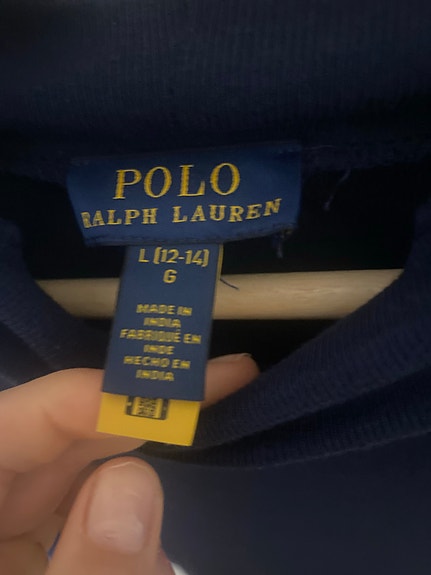 POLO
RALPH LAUREN
L (12-14)
G
MADE IN
INDIA
FABRIQUÉ EN
INDE
HECHO EN
INDIA